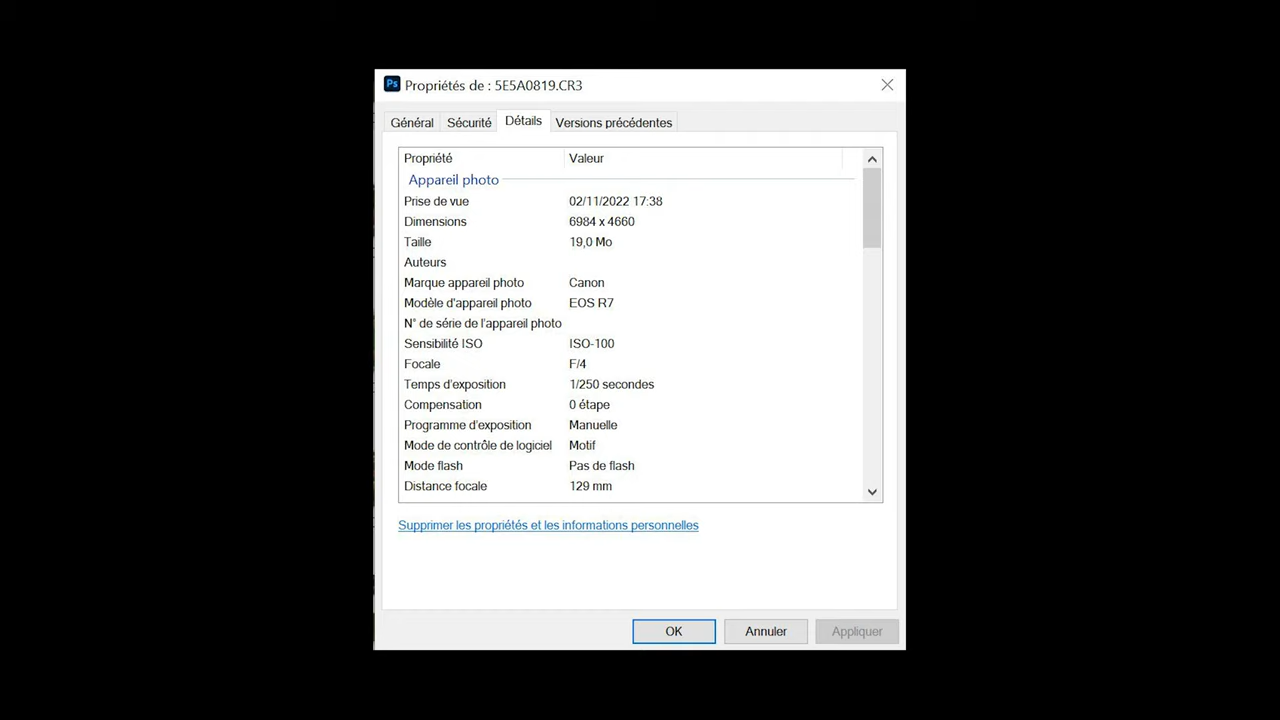 Ps Propriétés de : 5E5A0819.CR3
Général Sécurité Détails Versions précédentes
Propriété Valeur
Appareil photo
Prise de vue 02/11/2022 17:38
Dimensions 6984 x 4660
Taille 19,0 Mo
Auteurs
Marque appareil photo Canon
Modèle d'appareil photo EOS R7
N° de série de l'appareil photo
Sensibilité ISO ISO-100
Focale F/4
Temps d'exposition 1/250 secondes
Compensation 0 étape
Programme d'exposition Manuelle
Mode de contrôle de logiciel Motif
Mode flash Pas de flash
Distance focale 129 mm
Supprimer les propriétés et les informations personnelles
OK Annuler Appliquer